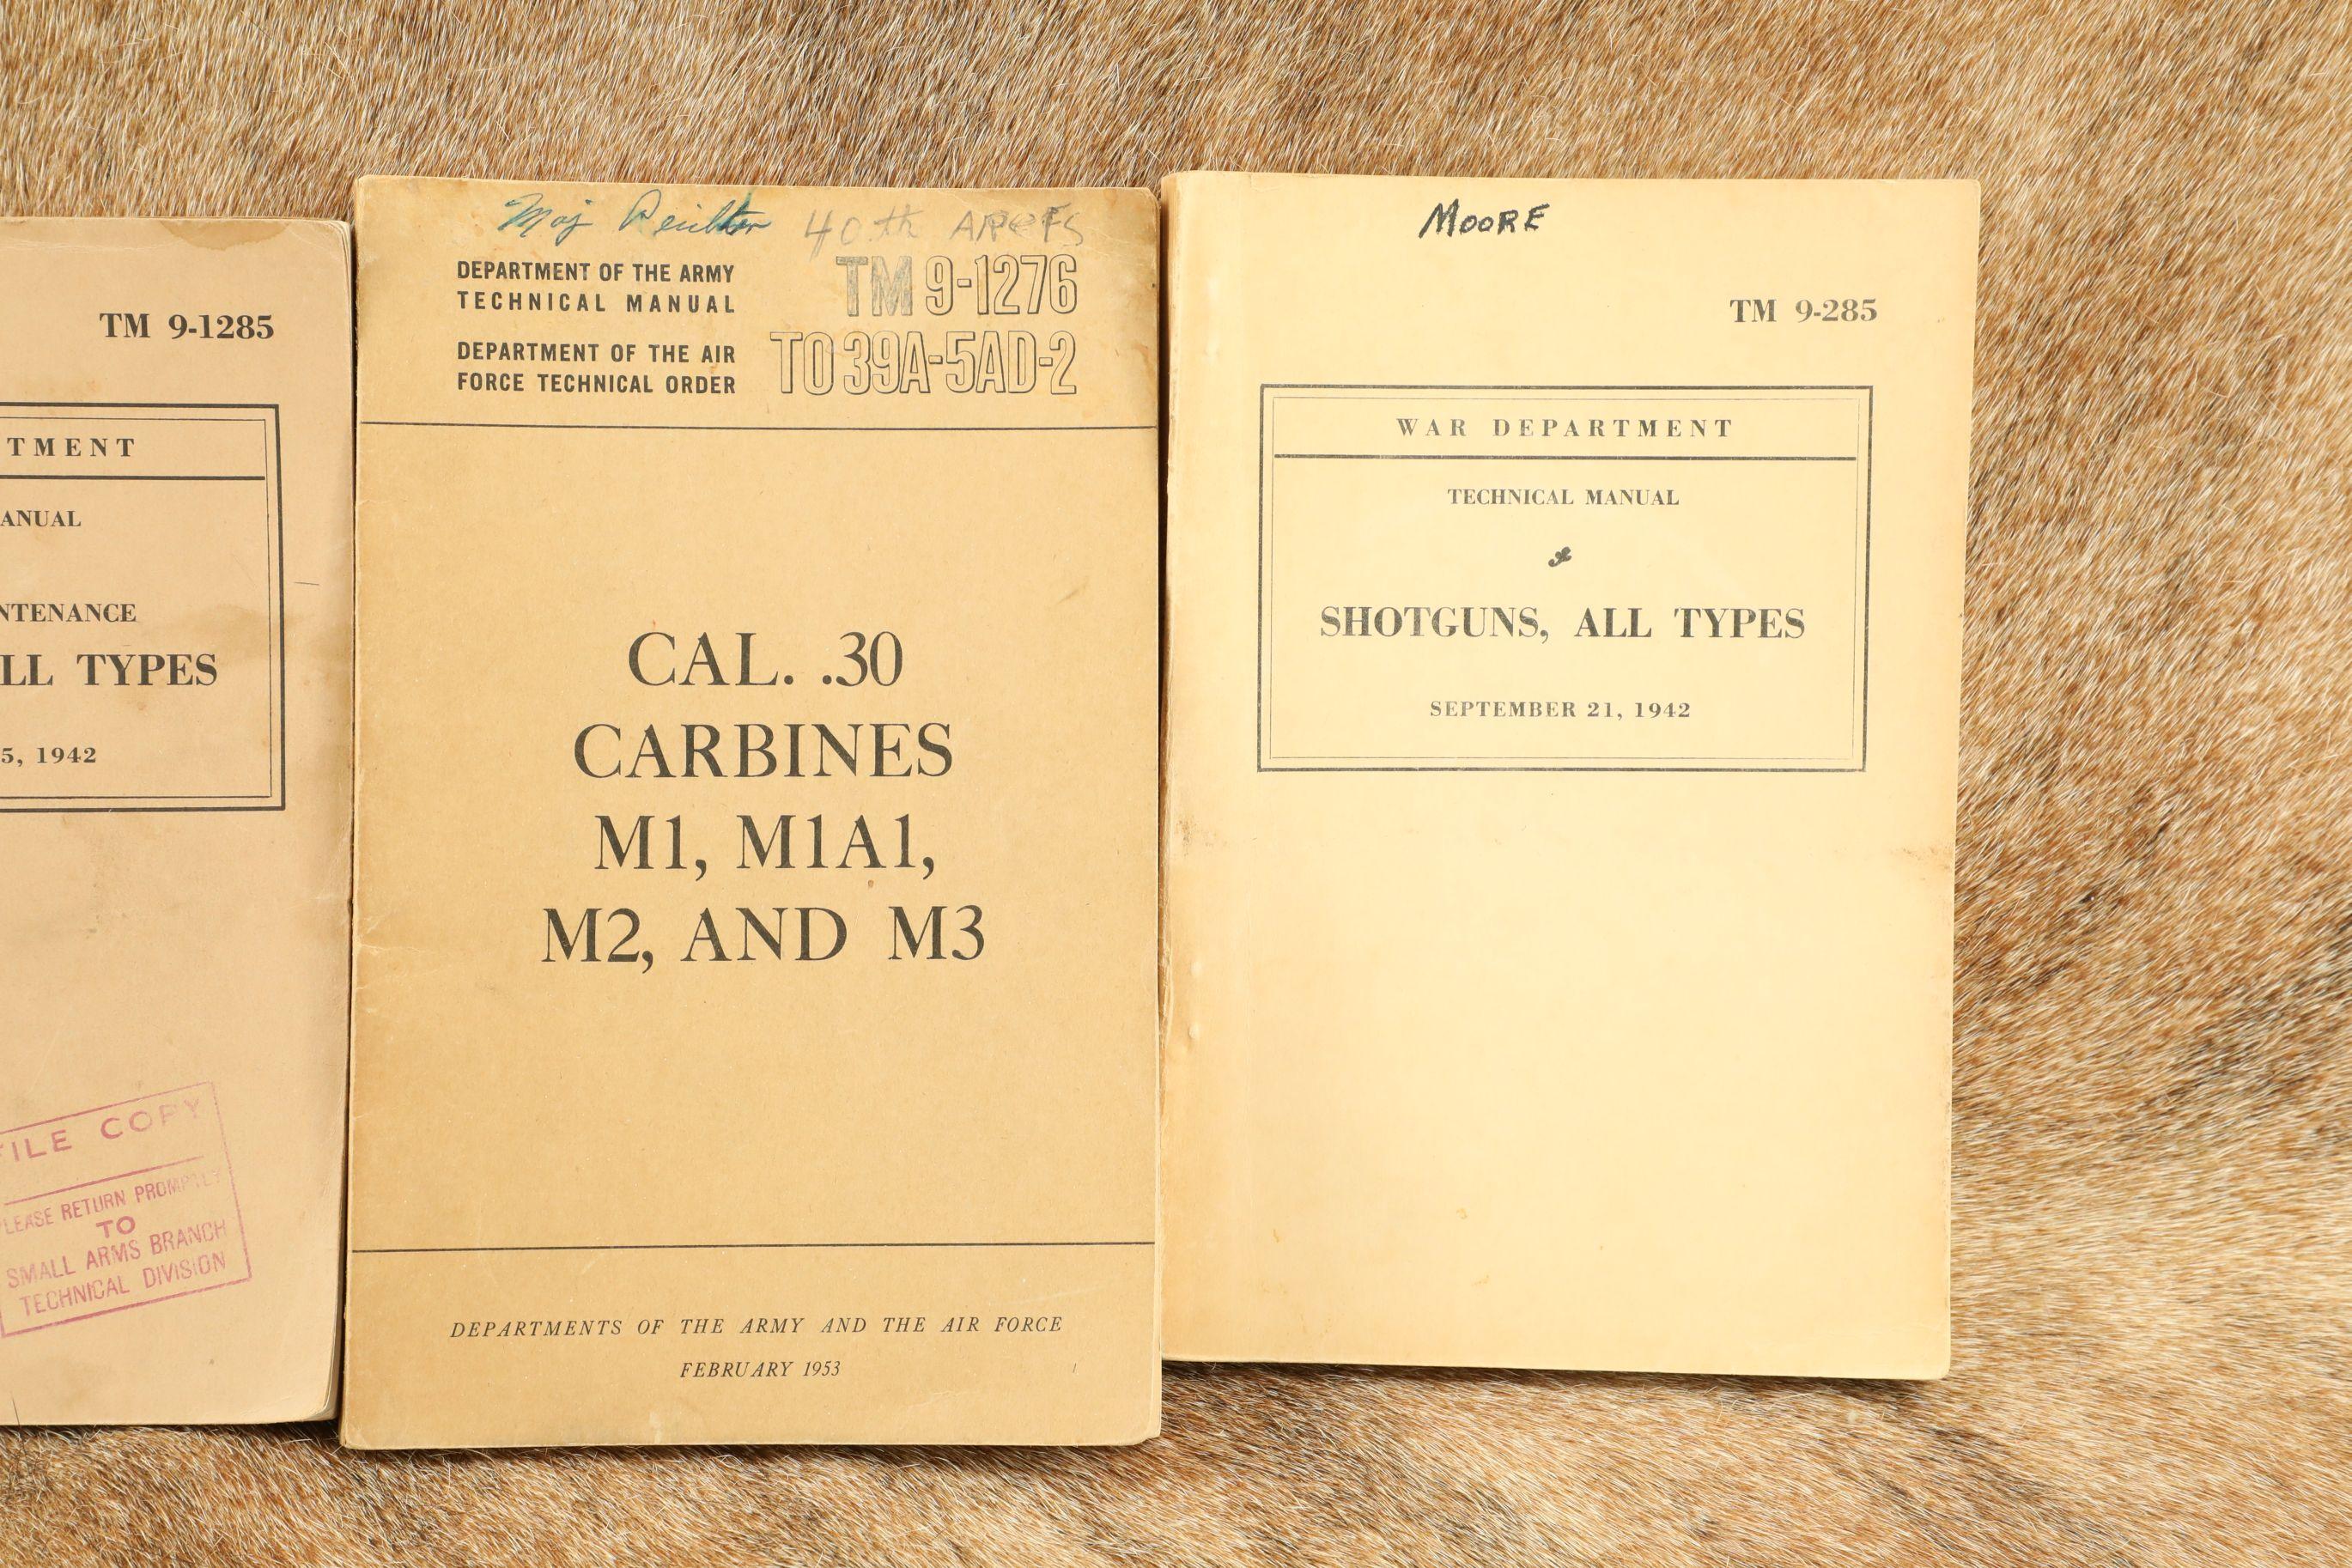 TM 9-1285
TMENT
ANUAL
NTENANCE
LL TYPES
5, 1942
FILE COPY
PLEASE RETURN PROMPTLY
TO
SMALL ARMS BRANCH
TECHNICAL DIVISION
Maj 40th
DEPARTMENT OF THE ARMY
TECHNICAL MANUAL
TM 9-1276
DEPARTMENT OF THE AIR
FORCE TECHNICAL ORDER
TO 39A-5AD-2
CAL. .30
CARBINES
M1, M1A1,
M2, AND M3
DEPARTMENTS OF THE ARMY AND THE AIR FORCE
FEBRUARY 1953
MOORE
TM 9-285
WAR DEPARTMENT
TECHNICAL MANUAL
SHOTGUNS, ALL TYPES
SEPTEMBER 21, 1942